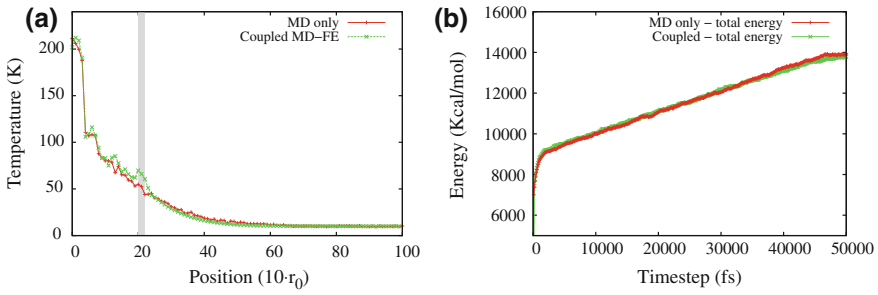 (a)
MD only
Coupled MD−FE
Temperature (K)
200
150
100
50
0
0 20 40 60 80 100
Position (10·r0)
(b)
MD only − total energy
Coupled − total energy
Energy (Kcal/mol)
16000
14000
12000
10000
8000
6000
0 10000 20000 30000 40000 50000
Timestep (fs)